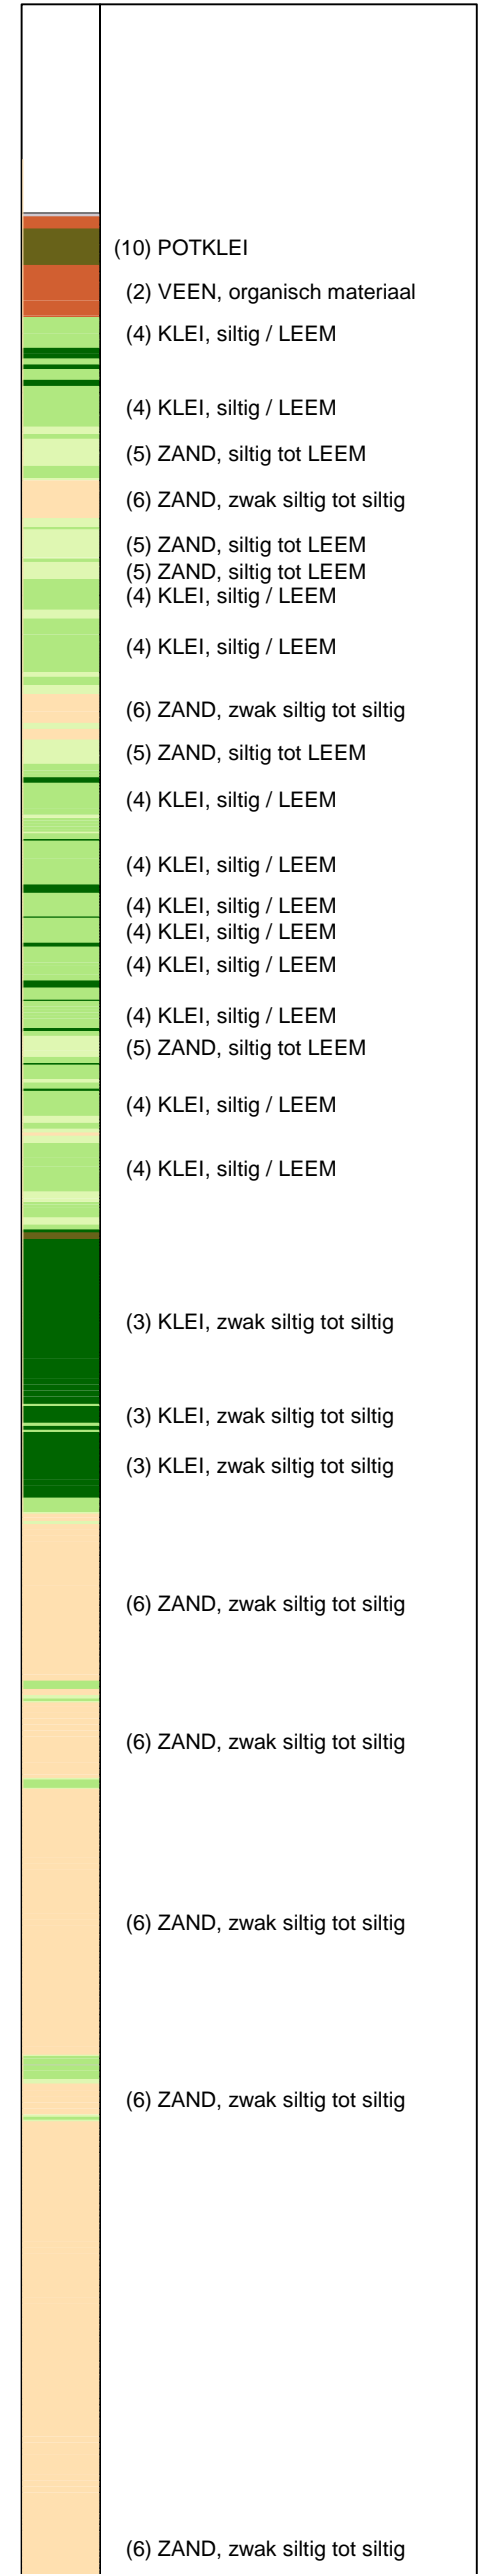 (10) POTKLEI
(2) VEEN, organisch materiaal
(4) KLEI, siltig / LEEM
(4) KLEI, siltig / LEEM
(5) ZAND, siltig tot LEEM
(6) ZAND, zwak siltig tot siltig
(5) ZAND, siltig tot LEEM
(5) ZAND, siltig tot LEEM
(4) KLEI, siltig / LEEM
(4) KLEI, siltig / LEEM
(6) ZAND, zwak siltig tot siltig
(5) ZAND, siltig tot LEEM
(4) KLEI, siltig / LEEM
(4) KLEI, siltig / LEEM
(4) KLEI, siltig / LEEM
(4) KLEI, siltig / LEEM
(4) KLEI, siltig / LEEM
(4) KLEI, siltig / LEEM
(5) ZAND, siltig tot LEEM
(4) KLEI, siltig / LEEM
(4) KLEI, siltig / LEEM
(3) KLEI, zwak siltig tot siltig
(3) KLEI, zwak siltig tot siltig
(3) KLEI, zwak siltig tot siltig
(6) ZAND, zwak siltig tot siltig
(6) ZAND, zwak siltig tot siltig
(6) ZAND, zwak siltig tot siltig
(6) ZAND, zwak siltig tot siltig
(6) ZAND, zwak siltig tot siltig